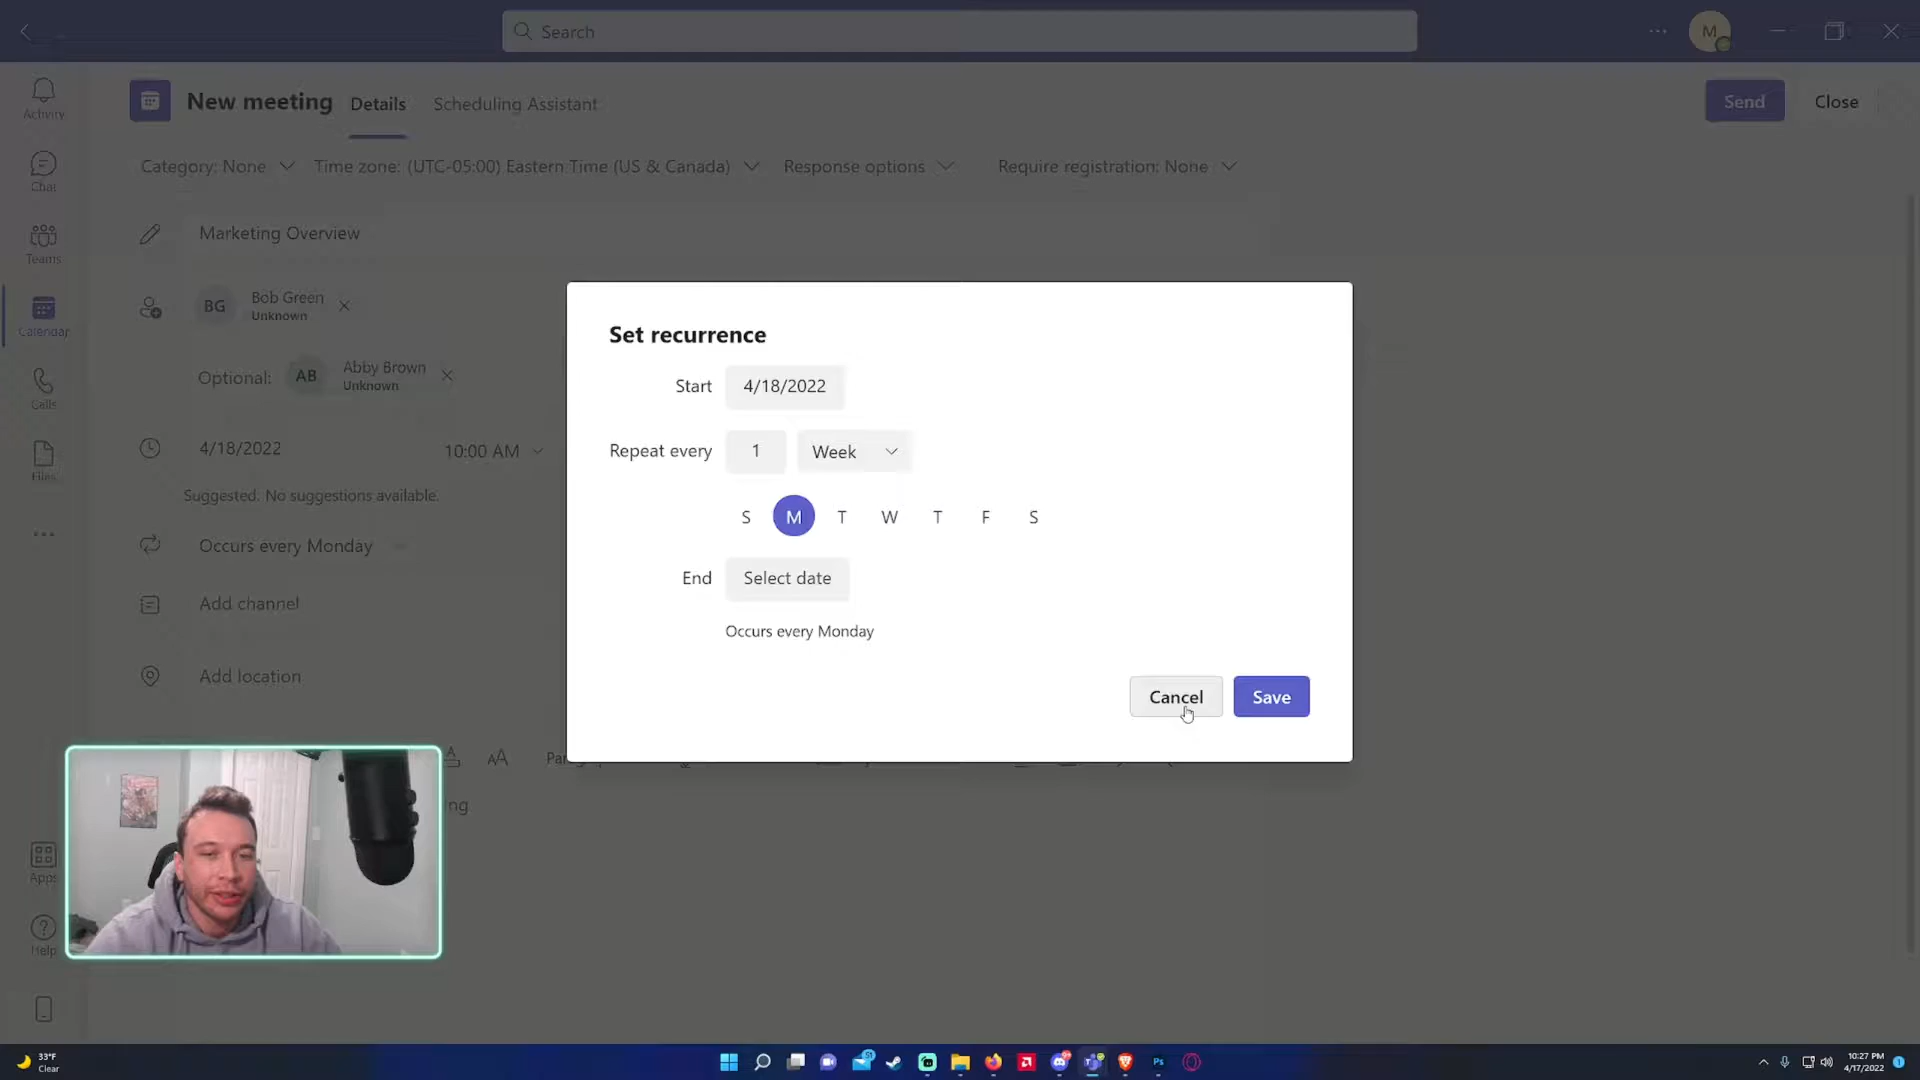 Search
M
Activity
Chat
Teams
Calendar
Calls
Files
Apps
Help
New meeting
Details
Scheduling Assistant
Send
Close
Category: None
Time zone: (UTC-05:00) Eastern Time (US & Canada)
Response options
Require registration: None
Marketing Overview
BG
Bob Green
Unknown
Optional:
AB
Abby Brown
Unknown
4/18/2022
10:00 AM
Suggested: No suggestions available.
Occurs every Monday
Add channel
Add location
Set recurrence
Start
4/18/2022
Repeat every
1
Week
S M T W T F S
End
Select date
Occurs every Monday
Cancel
Save
33°F
Clear
Ps
10:27 PM
4/17/2022